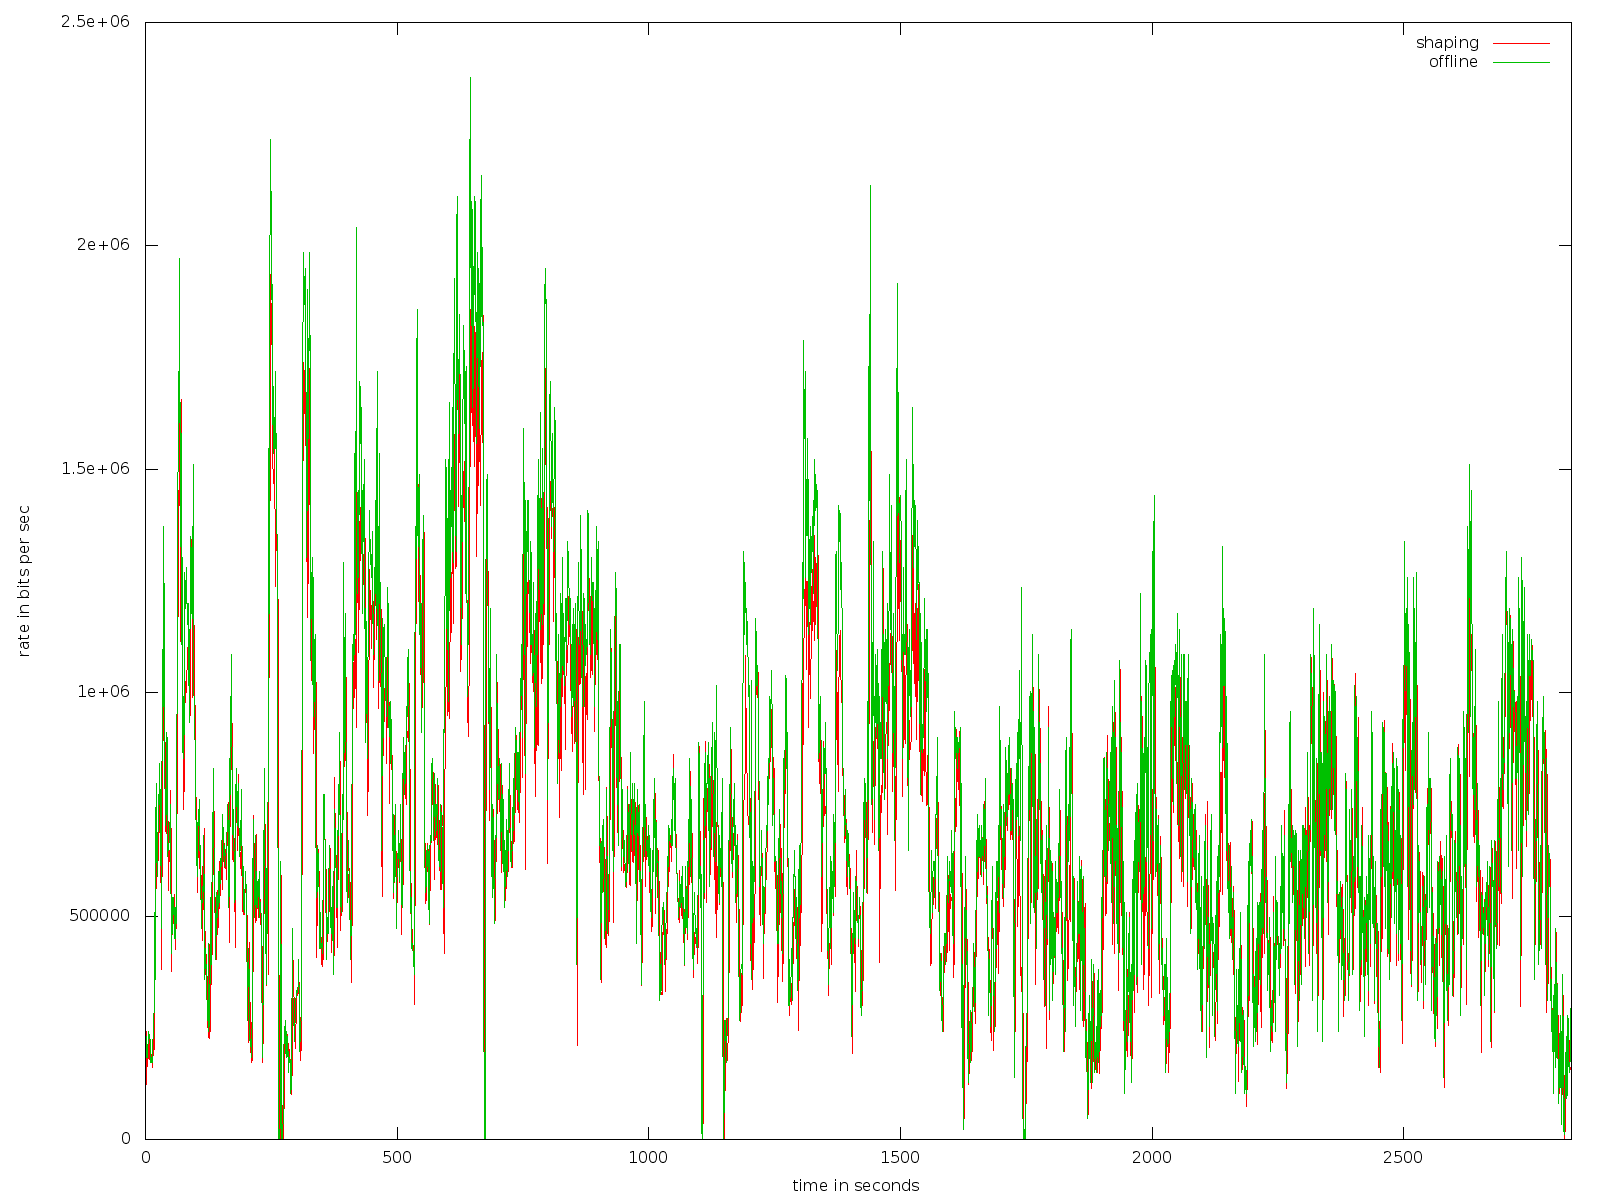 2.5e+06
2e+06
1.5e+06
1e+06
500000
0
rate in bits per sec
shaping
offline
0 500 1000 1500 2000 2500
time in seconds